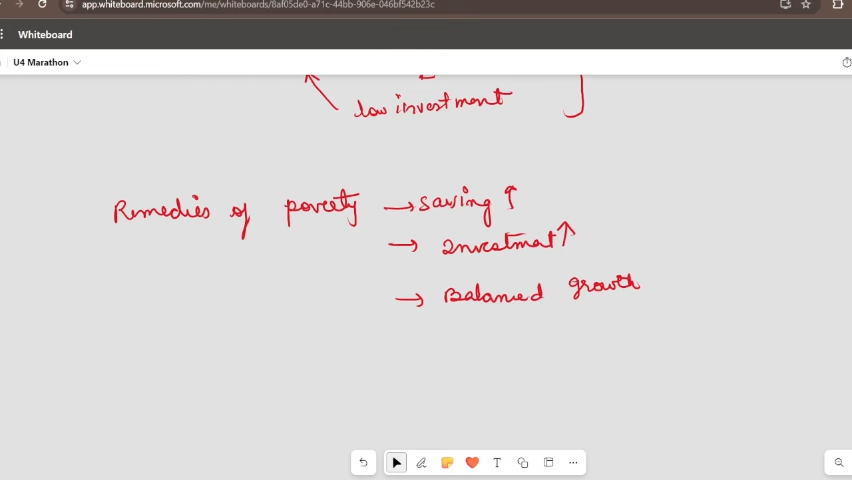 app.whiteboard.microsoft.com/me/whiteboards/8af05de0-a71c-44bb-906e-046bf542b23c
Whiteboard
U4 Marathon
low investment
Remedies of poverty → saving ↑
→ Investmat ↑
→ Balanced growth
T